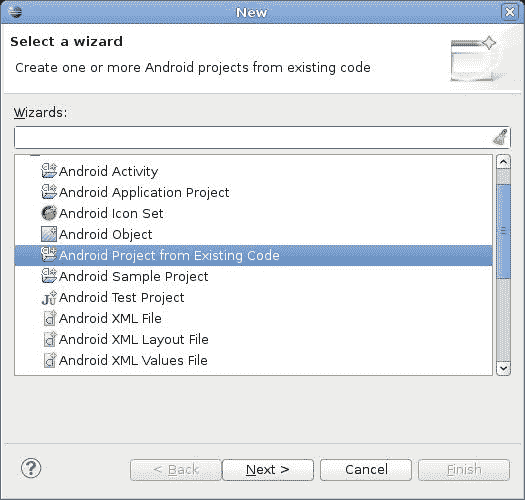 New
Select a wizard
Create one or more Android projects from existing code
Wizards:
Android Activity
Android Application Project
Android Icon Set
Android Object
Android Project from Existing Code
Android Sample Project
Android Test Project
Android XML File
Android XML Layout File
Android XML Values File
< Back Next > Cancel Finish